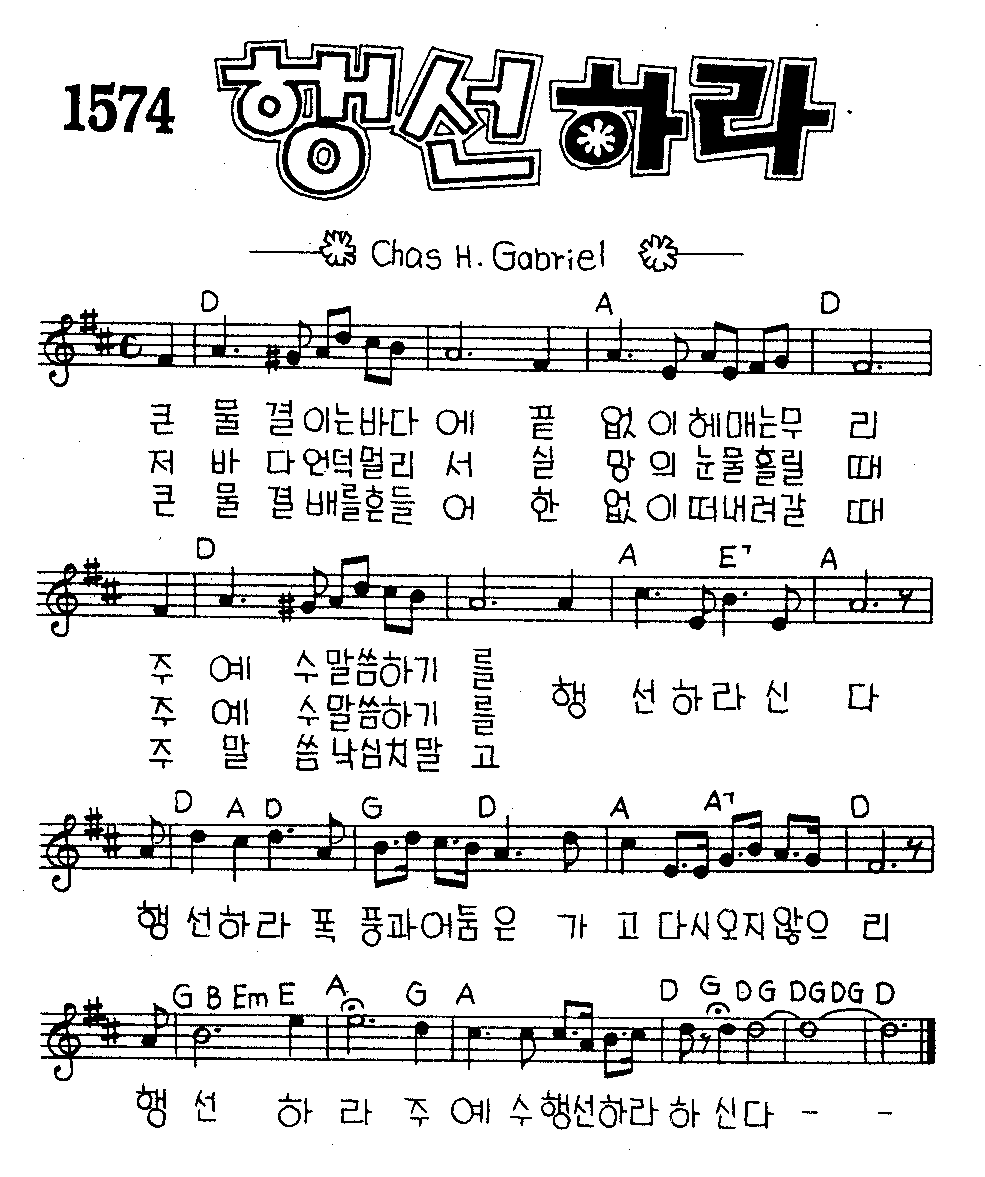 1574
행선하라
Chas H. Gabriel
D A D
큰 물 결 이는바다 에 끝 없 이 헤매는무 리
저 바 다 언덕멀리 서 실 망 의 눈물흘릴 때
큰 물 결 배를흔들 어 한 없 이 떠내려갈 때
D A E7 A
주 예 수말씀하기 를 행 선하라 신 다
주 예 수말씀하기 를
주 말 씀낙심치말 고
D A D G D A A7 D
행 선하라 폭 풍과어둠 은 가 고 다시오지않으 리
G B Em E A G A D G D G D G D G D
행 선 하 라 주 예 수 행선하라 하 신다 - -